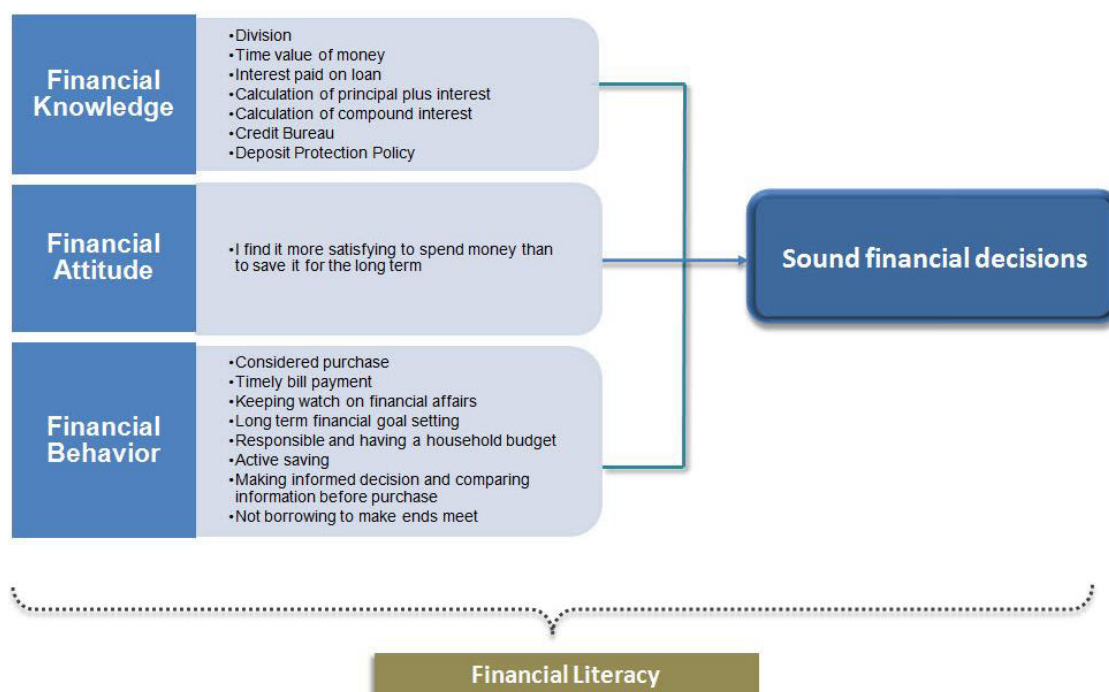 Financial
Knowledge
•Division
•Time value of money
•Interest paid on loan
•Calculation of principal plus interest
•Calculation of compound interest
•Credit Bureau
•Deposit Protection Policy
Financial
Attitude
•I find it more satisfying to spend money than
to save it for the long term
Sound financial decisions
Financial
Behavior
•Considered purchase
•Timely bill payment
•Keeping watch on financial affairs
•Long term financial goal setting
•Responsible and having a household budget
•Active saving
•Making informed decision and comparing
information before purchase
•Not borrowing to make ends meet
Financial Literacy